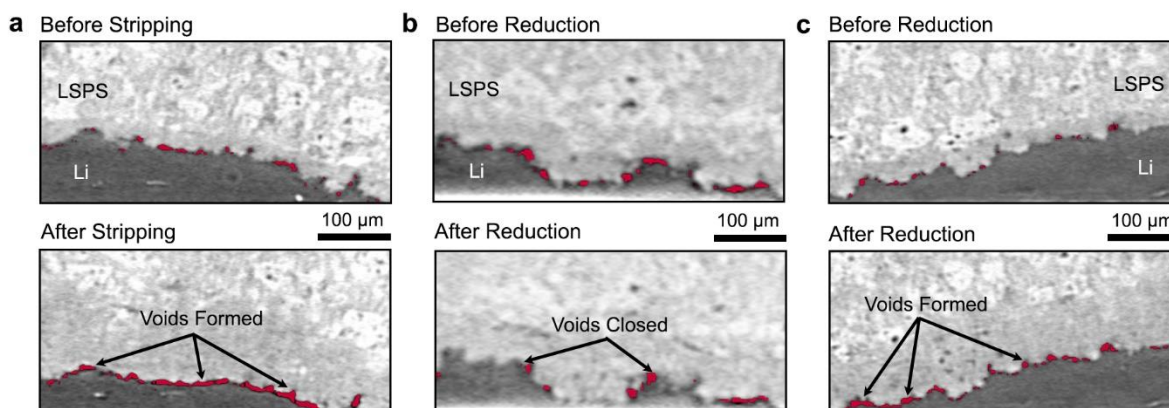 a Before Stripping
LSPS
Li
After Stripping
100 µm
Voids Formed
b Before Reduction
LSPS
Li
After Reduction
100 µm
Voids Closed
c Before Reduction
LSPS
Li
After Reduction
100 µm
Voids Formed